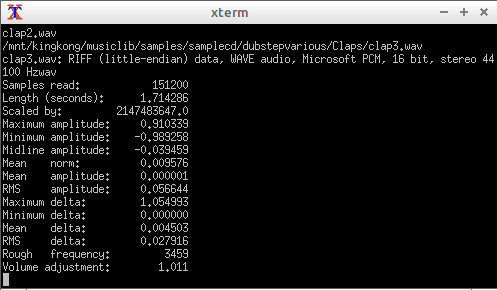 xterm
clap2.wav
/mnt/kingkong/musiclib/samples/samplecd/dubstepvarious/Claps/clap3.wav
clap3.wav: RIFF (little-endian) data, WAVE audio, Microsoft PCM, 16 bit, stereo 44
100 Hzwav
Samples read: 151200
Length (seconds): 1.714286
Scaled by: 2147483647.0
Maximum amplitude: 0.910339
Minimum amplitude: -0.989258
Midline amplitude: -0.039459
Mean norm: 0.009576
Mean amplitude: 0.000001
RMS amplitude: 0.056644
Maximum delta: 1.054993
Minimum delta: 0.000000
Mean delta: 0.004503
RMS delta: 0.027916
Rough frequency: 3459
Volume adjustment: 1.011